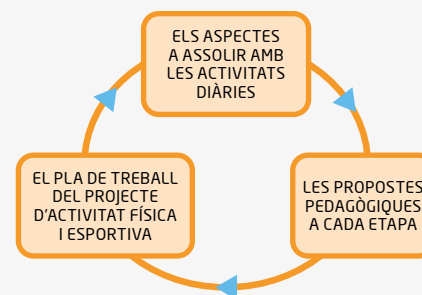 ELS ASPECTES
A ASSOLIR AMB
LES ACTIVITATS
DIÀRIES
EL PLA DE TREBALL
DEL PROJECTE
D'ACTIVITAT FÍSICA
I ESPORTIVA
LES PROPOSTES
PEDAGÒGIQUES
A CADA ETAPA